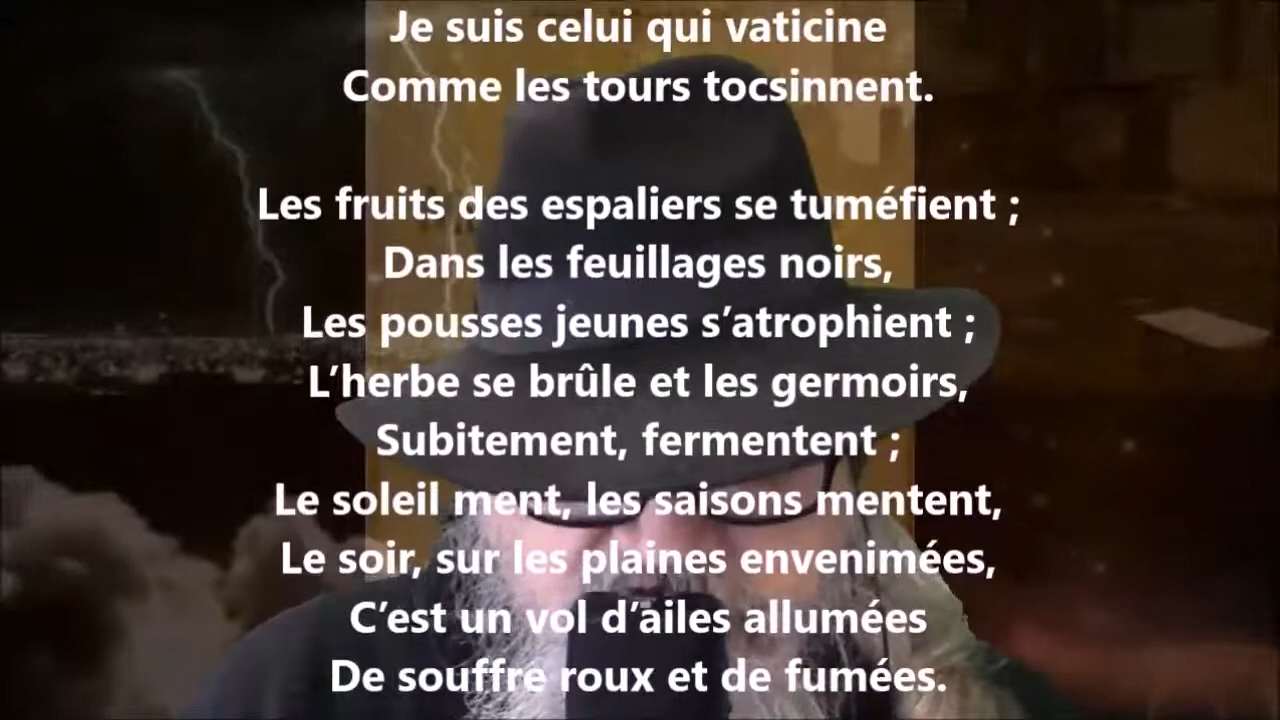 Je suis celui qui vaticine
Comme les tours tocsinnent.
Les fruits des espaliers se tuméfient ;
Dans les feuillages noirs,
Les pousses jeunes s’atrophient ;
L’herbe se brûle et les germoirs,
Subitement, fermentent ;
Le soleil ment, les saisons mentent,
Le soir, sur les plaines envenimées,
C’est un vol d’ailes allumées
De souffre roux et de fumées.